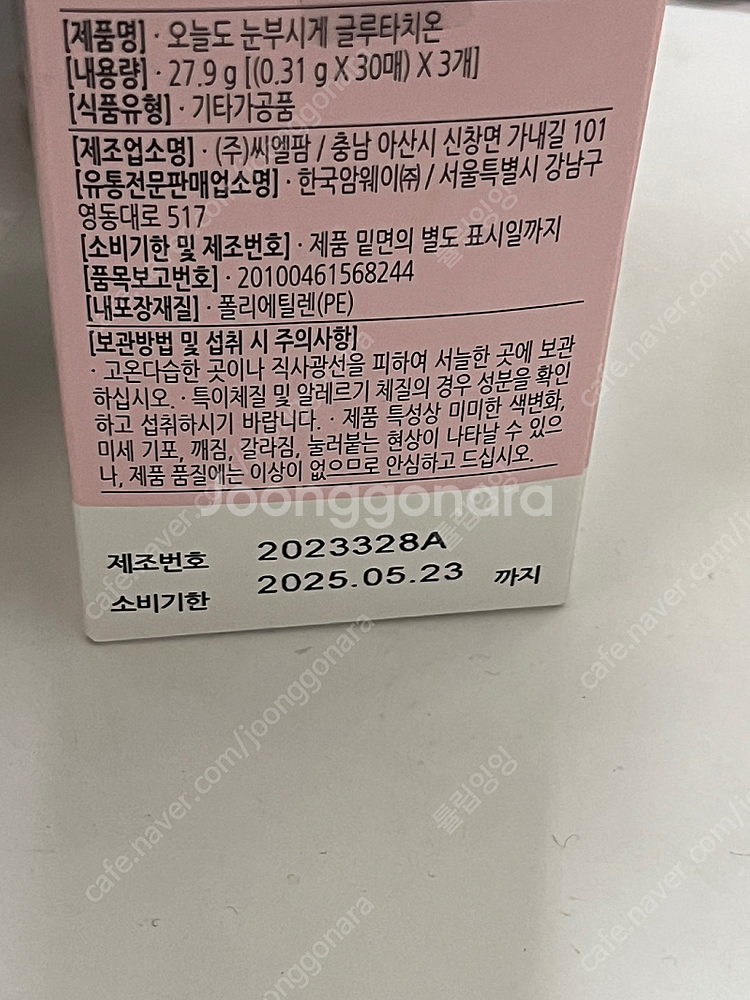 [제품명] · 오늘도 눈부시게 글루타치온
[내용량] · 27.9 g [(0.31 g X 30매) X 3개]
[식품유형] · 기타가공품
[제조업소명] · (주)씨엘팜 / 충남 아산시 신창면 가내길 101
[유통전문판매업소명] · 한국암웨이㈜ / 서울특별시 강남구
영동대로 517
[소비기한 및 제조번호] · 제품 밑면의 별도 표시일까지
[품목보고번호] · 20100461568244
[내포장재질] · 폴리에틸렌(PE)
[보관방법 및 섭취 시 주의사항]
· 고온다습한 곳이나 직사광선을 피하여 서늘한 곳에 보관
하십시오. · 특이체질 및 알레르기 체질의 경우 성분을 확인
하고 섭취하시기 바랍니다. · 제품 특성상 미미한 색변화,
미세 기포, 깨짐, 갈라짐, 눌러붙는 현상이 나타날 수 있으
나, 제품 품질에는 이상이 없으므로 안심하고 드십시오.
Joonggonara
제조번호 2023328A
소비기한 2025.05.23 까지
cafe.naver.com/joonggonara
튤립잉잉